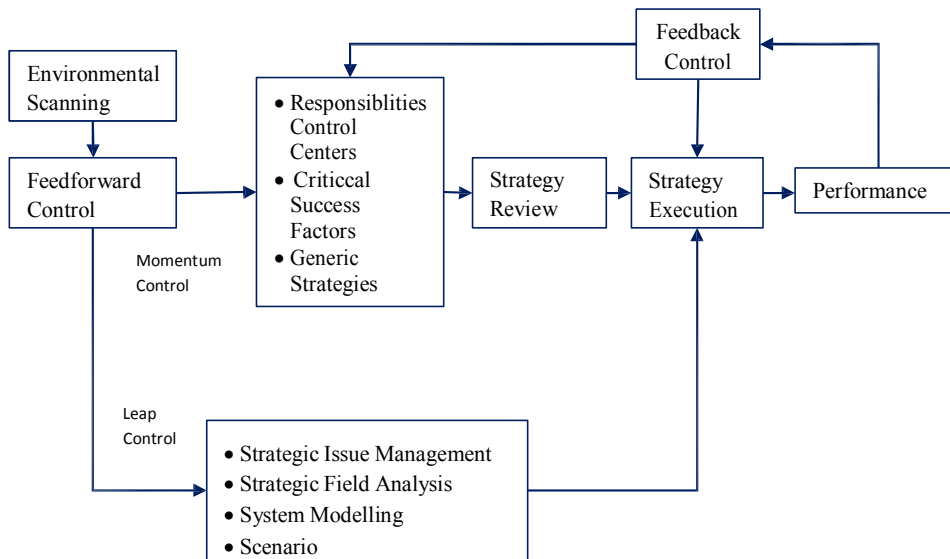 Environmental
Scanning
Feedforward
Control
Momentum
Control
Leap
Control
• Responsiblities
Control
Centers
• Criticcal
Success
Factors
• Generic
Strategies
Strategy
Review
Feedback
Control
Strategy
Execution
Performance
• Strategic Issue Management
• Strategic Field Analysis
• System Modelling
• Scenario